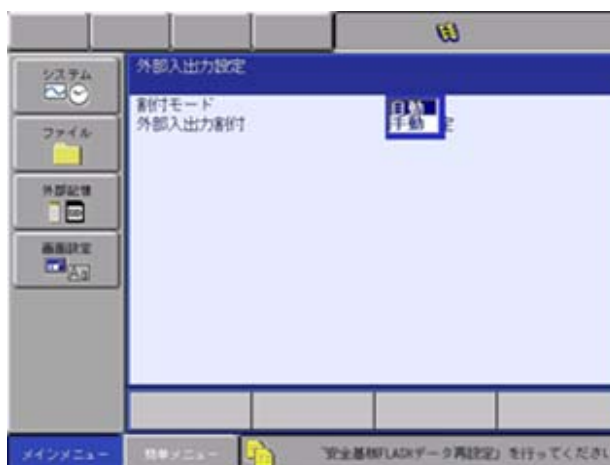 システム
ファイル
外部記憶
画面設定
外部入出力設定
割付モード
自動
手動
定
外部入出力割付
メインメニュー
簡単メニュー
「安全基板FLASHデータ再設定」を行ってくださ